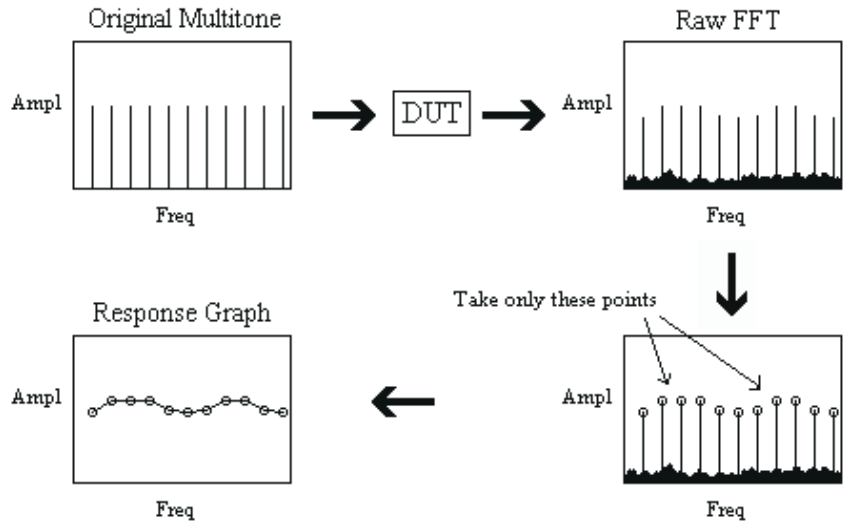 Original Multitone
Raw FFT
Ampl
DUT
Ampl
Freq
Freq
Take only these points
Response Graph
Ampl
Ampl
Freq
Freq